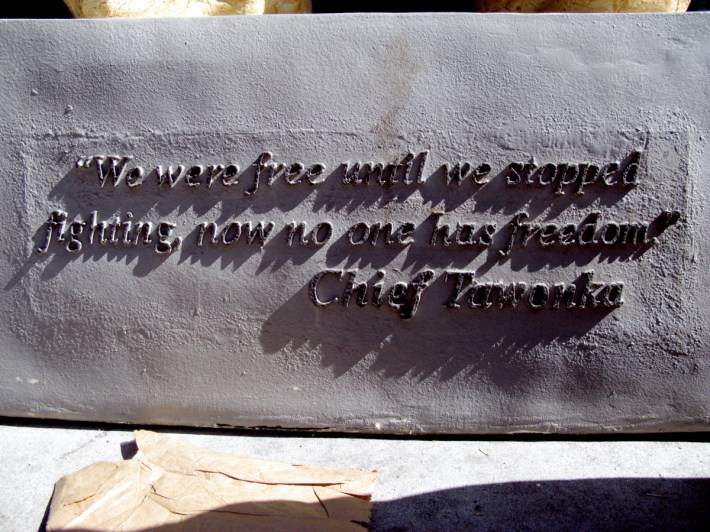 “We were free until we stopped
fighting, now no one has freedom.”
Chief Tawonka